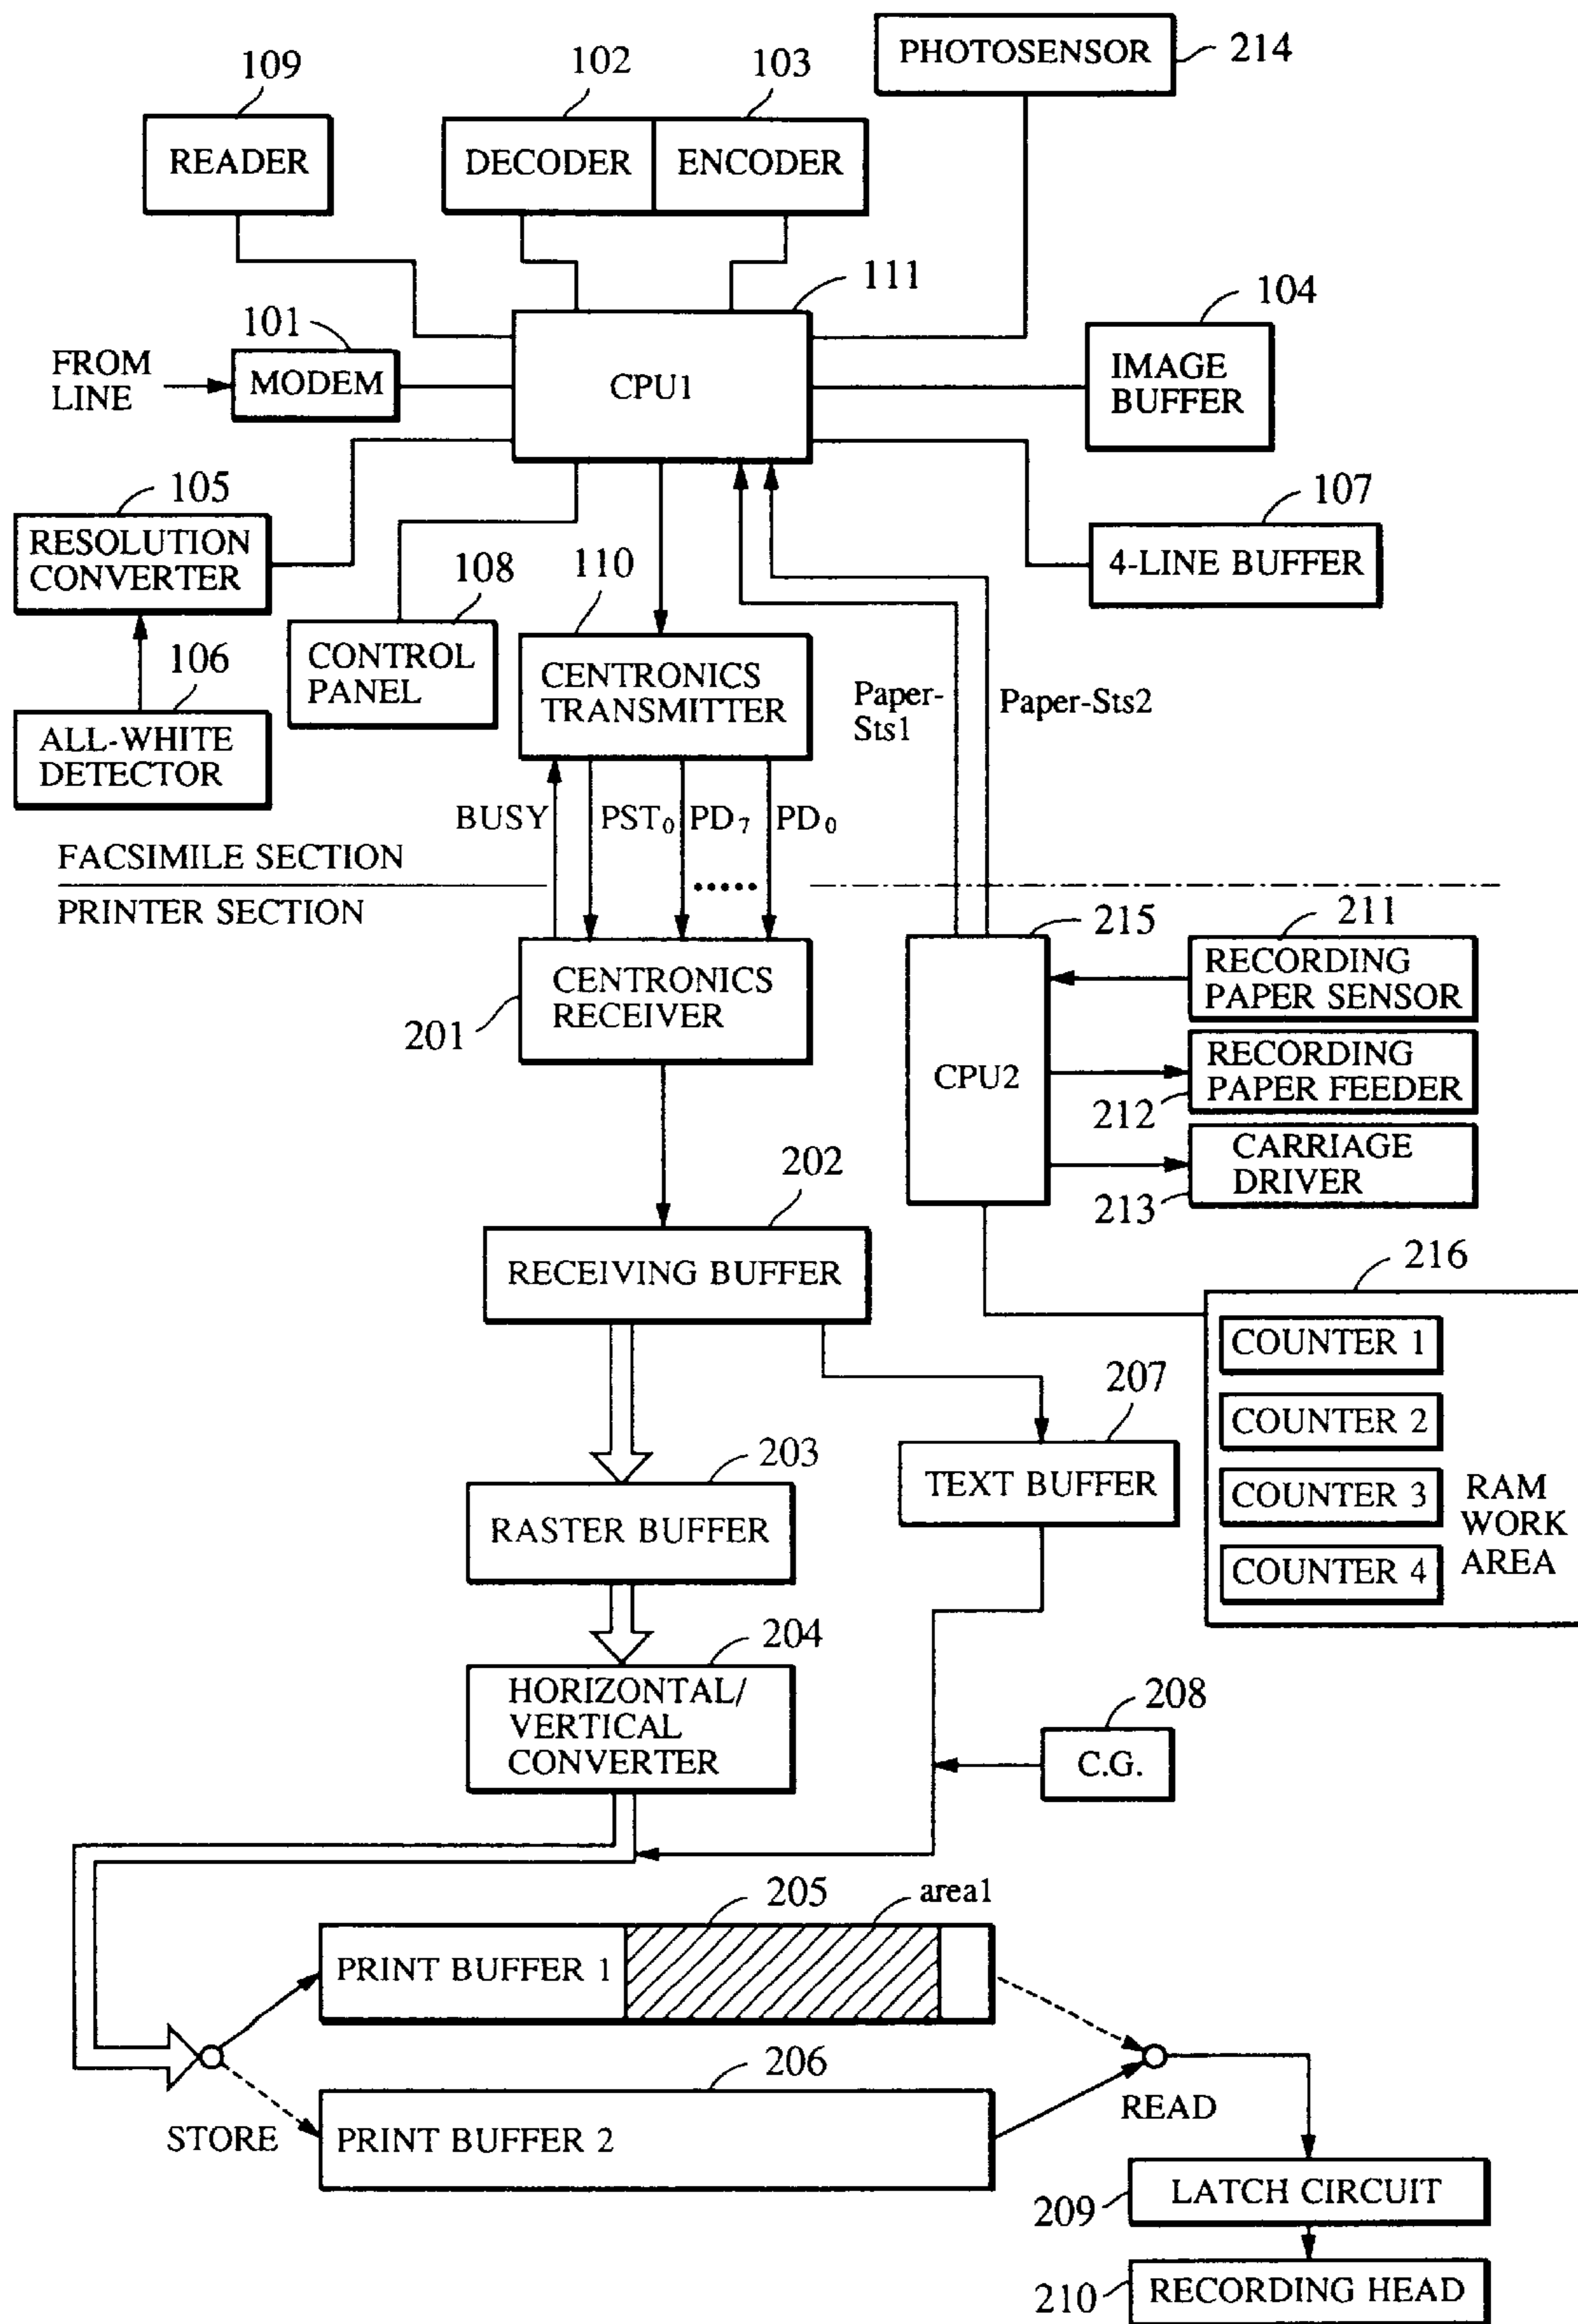 PHOTOSENSOR
214
109
102
103
READER
DECODER
ENCODER
111
104
101
FROM
LINE
MODEM
CPU1
IMAGE
BUFFER
105
107
RESOLUTION
CONVERTER
108
110
4-LINE BUFFER
106
CONTROL
PANEL
CENTRONICS
TRANSMITTER
Paper-
Sts1
Paper-Sts2
ALL-WHITE
DETECTOR
BUSY
PST0
PD7
PD0
FACSIMILE SECTION
PRINTER SECTION
215
211
CENTRONICS
RECEIVER
201
RECORDING
PAPER SENSOR
CPU2
RECORDING
PAPER FEEDER
212
CARRIAGE
DRIVER
213
202
RECEIVING BUFFER
216
COUNTER 1
COUNTER 2
COUNTER 3
COUNTER 4
RAM
WORK
AREA
207
TEXT BUFFER
203
RASTER BUFFER
204
HORIZONTAL/
VERTICAL
CONVERTER
208
C.G.
205
area1
PRINT BUFFER 1
206
STORE
PRINT BUFFER 2
READ
LATCH CIRCUIT
209
RECORDING HEAD
210